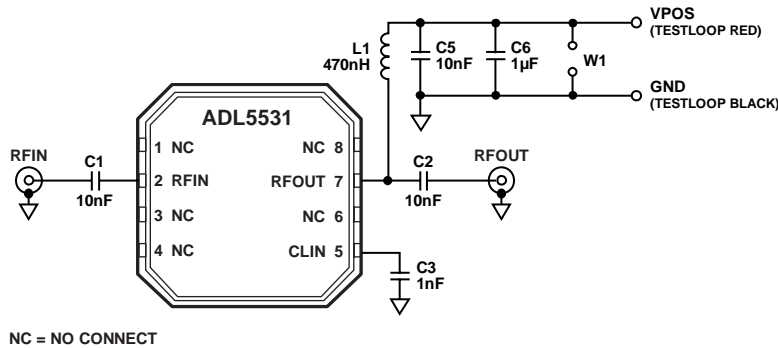 VPOS
(TESTLOOP RED)
L1
470nH
C5
10nF
C6
1µF
W1
GND
(TESTLOOP BLACK)
ADL5531
RFIN
C1
10nF
1 NC
2 RFIN
3 NC
4 NC
NC 8
RFOUT 7
NC 6
CLIN 5
C2
10nF
RFOUT
C3
1nF
NC = NO CONNECT